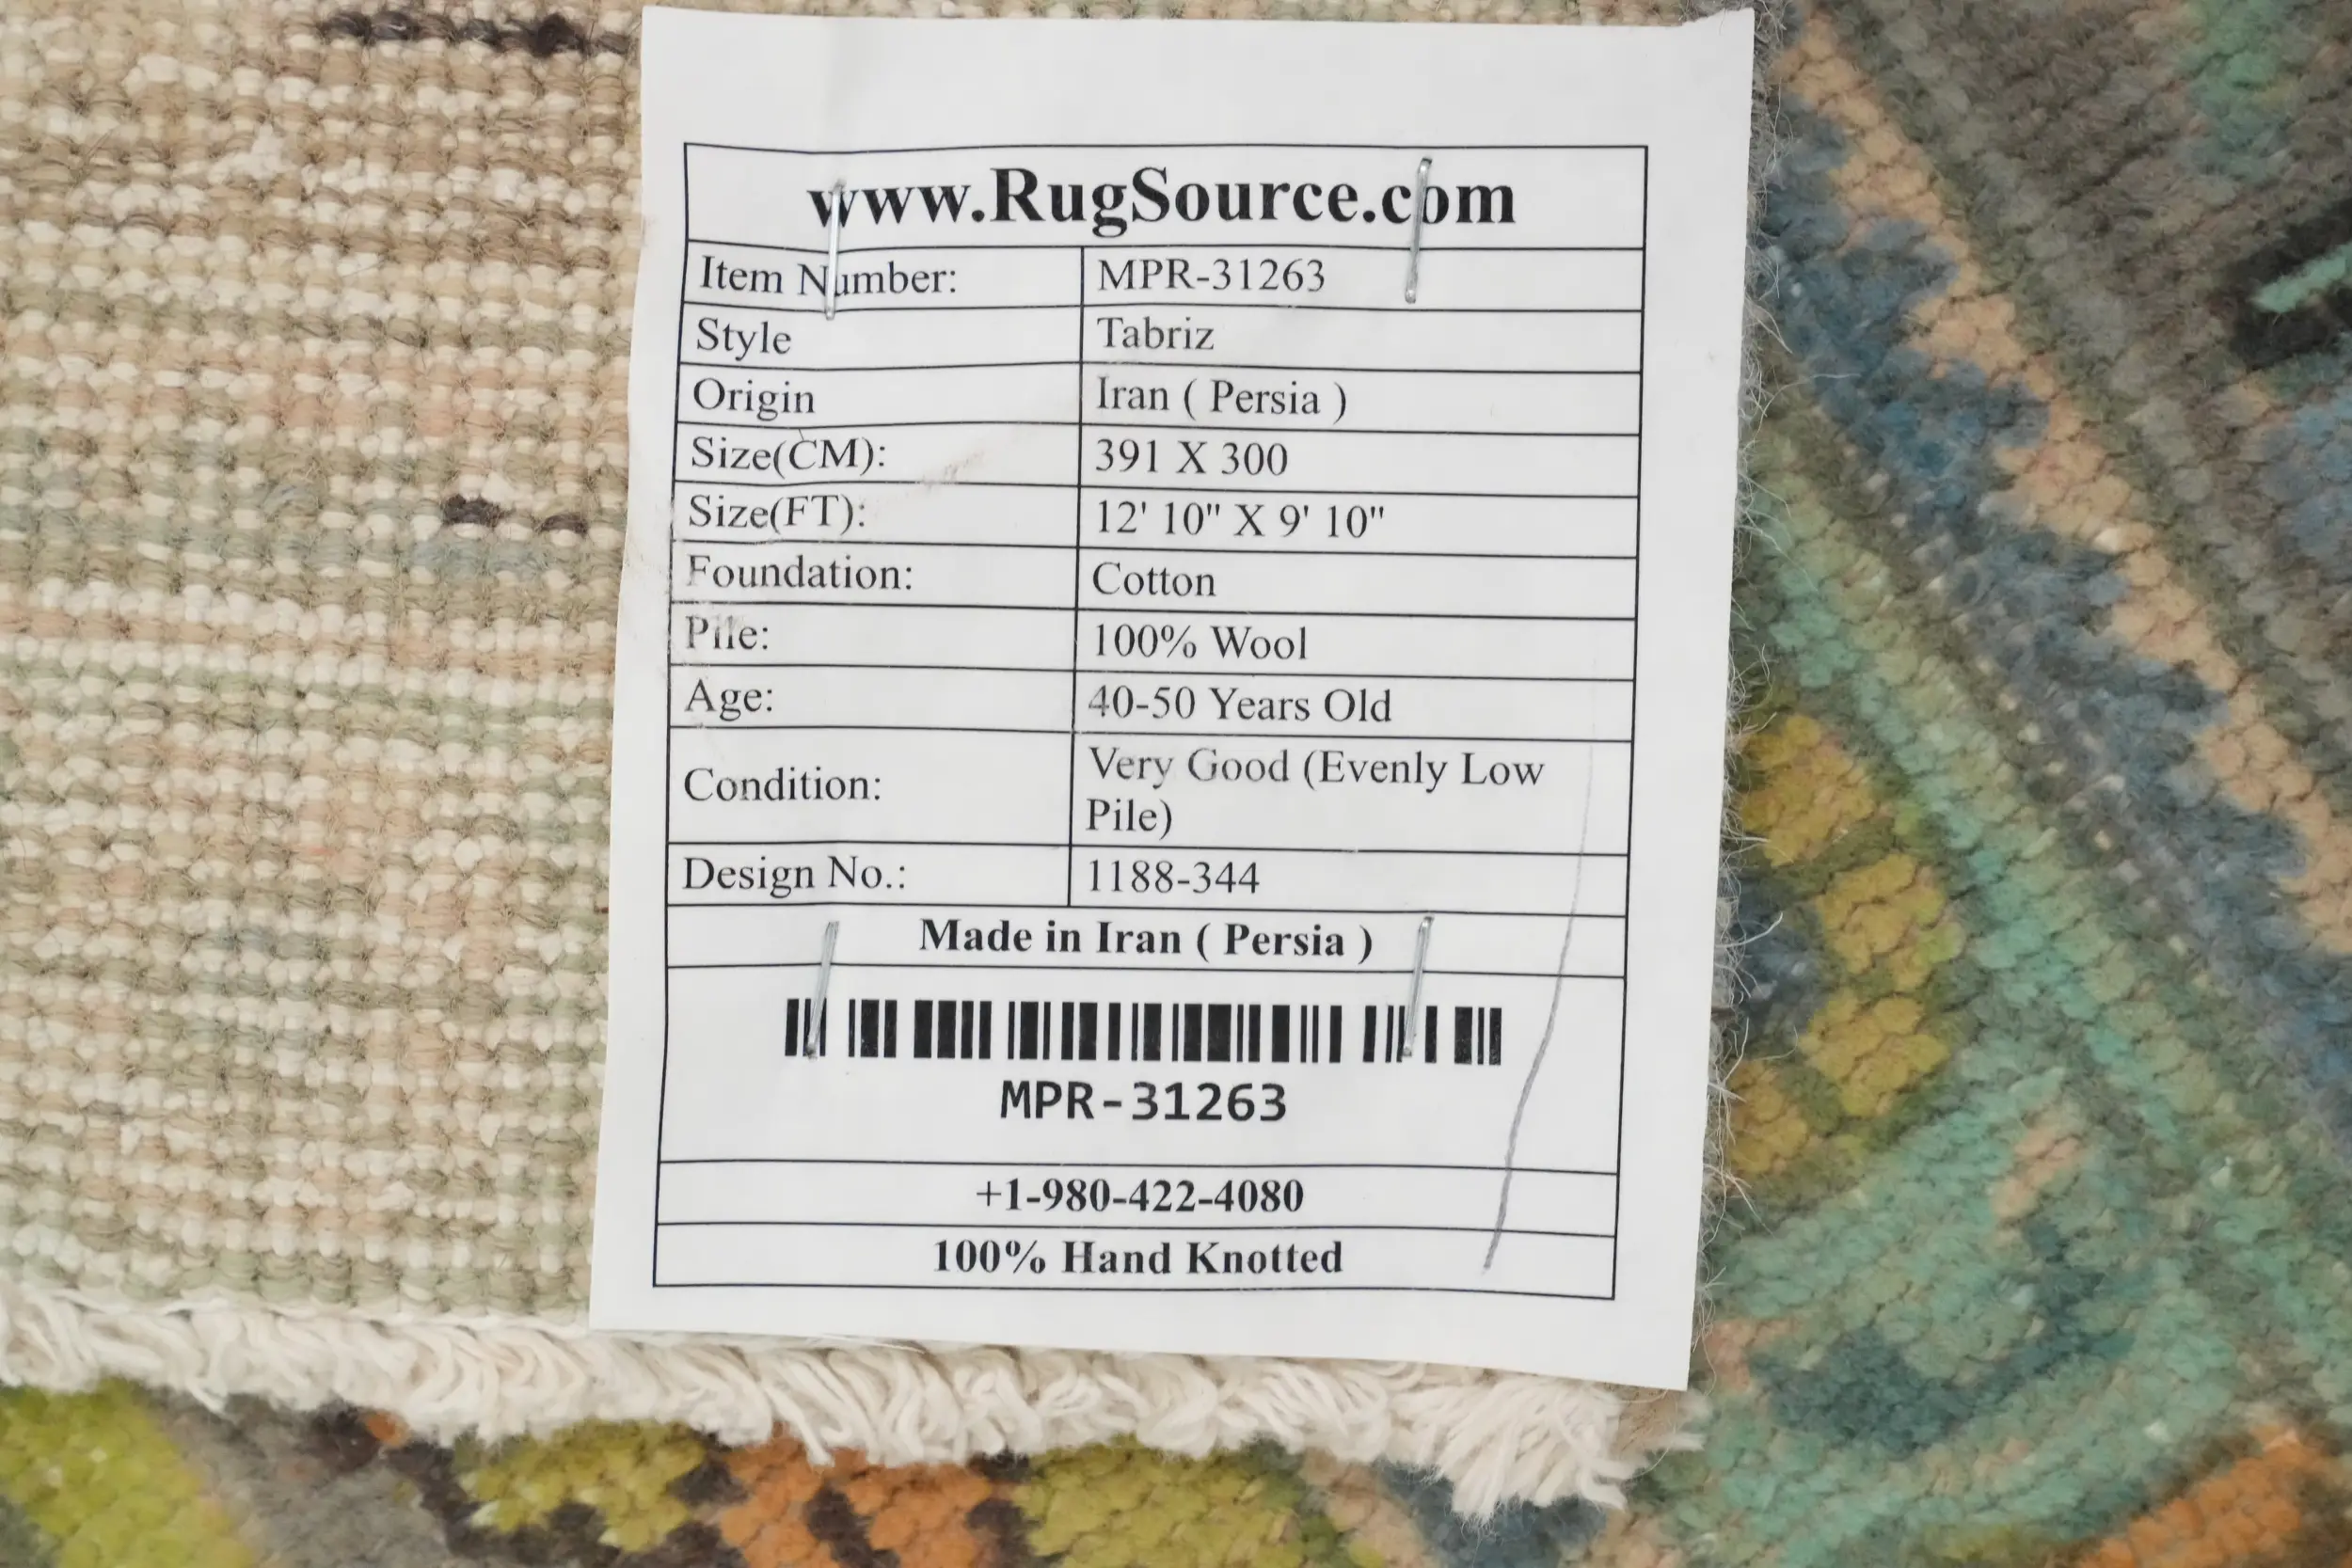 www.RugSource.com
Item Number: MPR-31263
Style Tabriz
Origin Iran ( Persia )
Size(CM): 391 X 300
Size(FT): 12' 10" X 9' 10"
Foundation: Cotton
Pile: 100% Wool
Age: 40-50 Years Old
Condition: Very Good (Evenly Low
Pile)
Design No.: 1188-344
Made in Iran ( Persia )
MPR-31263
+1-980-422-4080
100% Hand Knotted